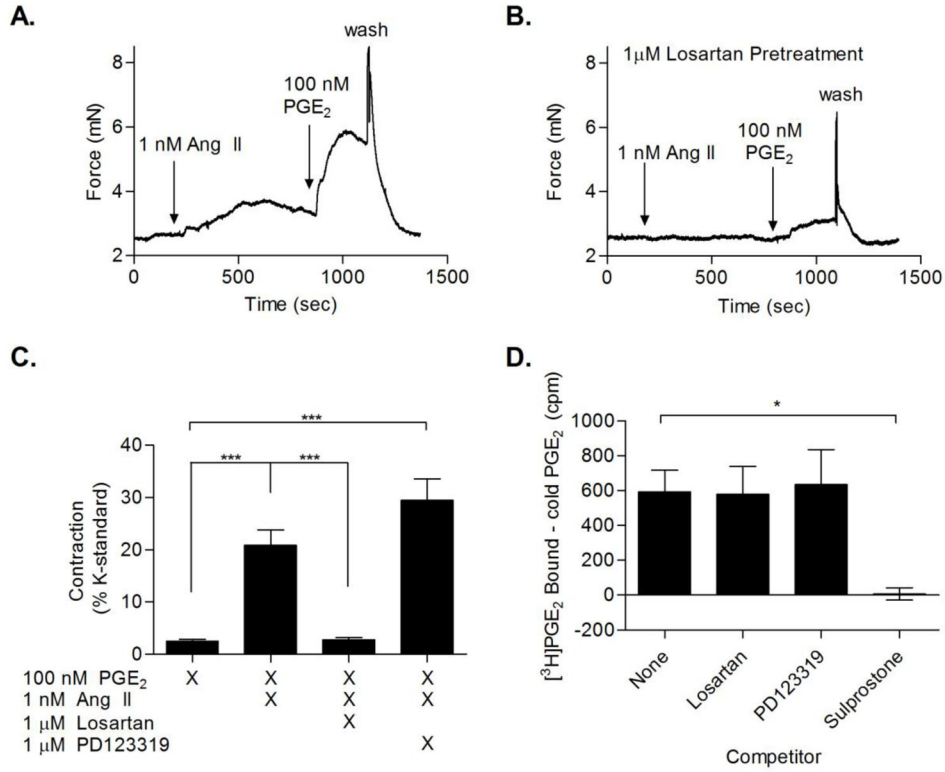 A.
wash
8
100 nM
PGE2
6
1 nM Ang II
4
2
Force (mN)
0 500 1000 1500
Time (sec)
B.
1μM Losartan Pretreatment
8
wash
6
100 nM
1 nM Ang II
PGE2
4
2
Force (mN)
0 500 1000 1500
Time (sec)
C.
***
40
*** ***
30
20
10
0
Contraction
(% K-standard)
100 nM PGE2 X X X X
1 nM Ang II X X X
1 μM Losartan X
1 μM PD123319 X
D.
*
1000
800
600
400
200
0
-200
[3H]PGE2 Bound - cold PGE2 (cpm)
None
Losartan
PD123319
Sulprostone
Competitor